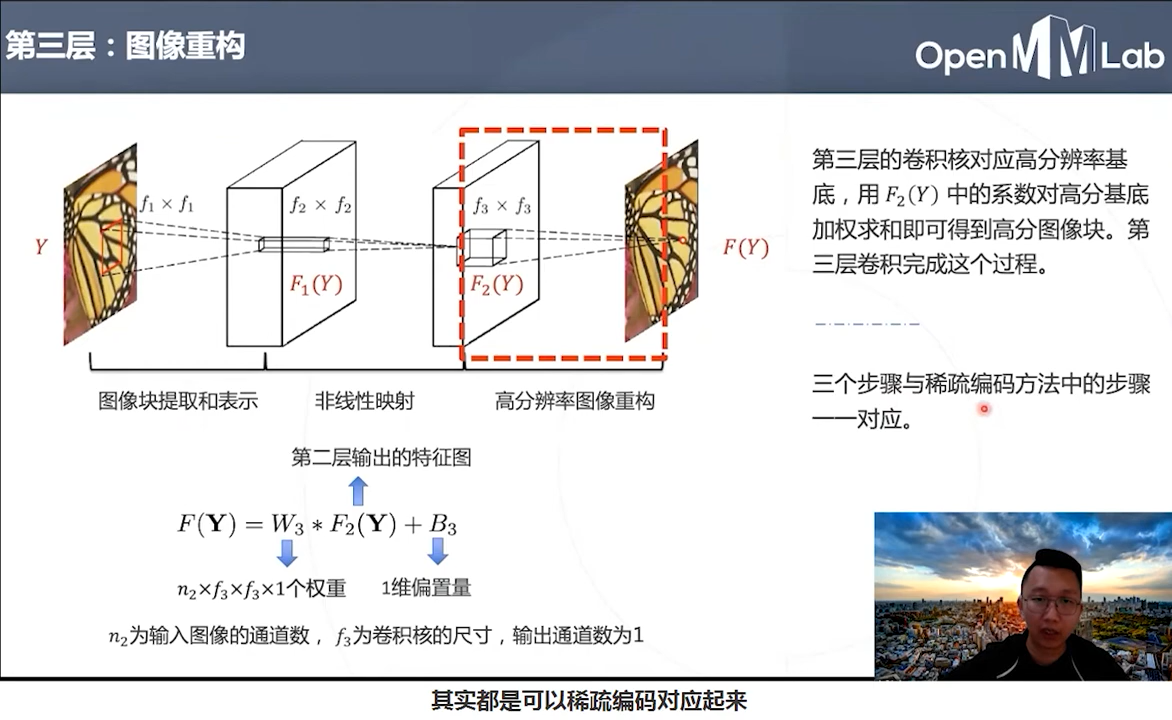 第三层：图像重构
OpenMMLab
f₁ × f₁
f₂ × f₂
f₃ × f₃
Y
F₁(Y)
F₂(Y)
F(Y)
图像块提取和表示
非线性映射
高分辨率图像重构
第三层的卷积核对应高分辨率基
底，用 F₂(Y) 中的系数对高分基底
加权求和即可得到高分图像块。第
三层卷积完成这个过程。
三个步骤与稀疏编码方法中的步骤
一一对应。
第二层输出的特征图
F(Y) = W₃ * F₂(Y) + B₃
n₂×f₃×f₃×1个权重
1维偏置量
n₂为输入图像的通道数，f₃为卷积核的尺寸，输出通道数为1
其实都是可以稀疏编码对应起来